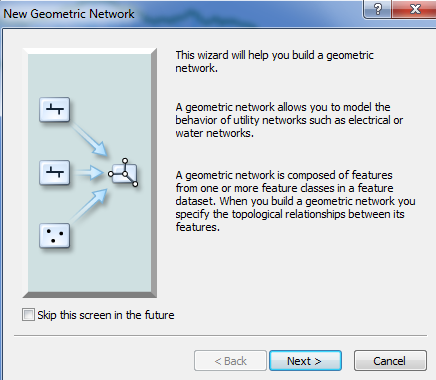 New Geometric Network
?
This wizard will help you build a geometric
network.
A geometric network allows you to model the
behavior of utility networks such as electrical or
water networks.
A geometric network is composed of features
from one or more feature classes in a feature
dataset. When you build a geometric network you
specify the topological relationships between its
features.
Skip this screen in the future
< Back
Next >
Cancel